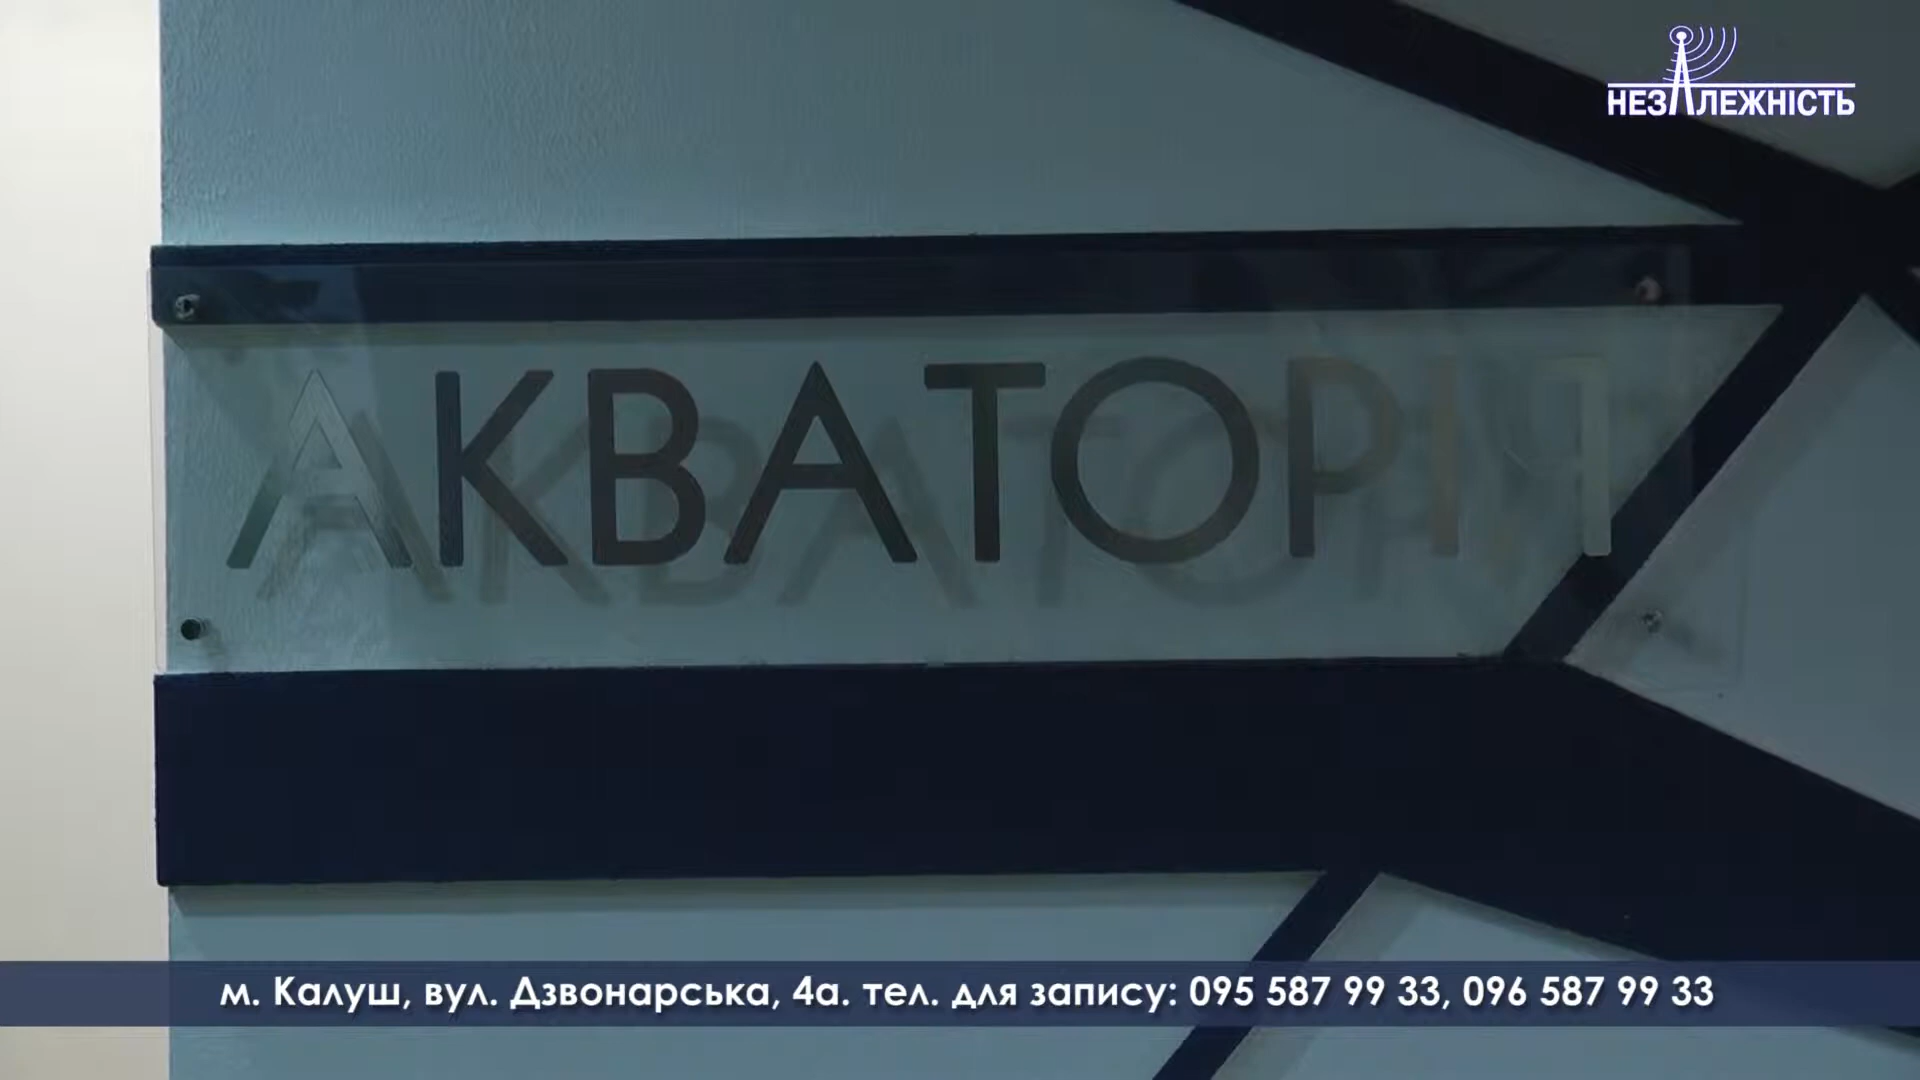 НЕЗАЛЕЖНІСТЬ
АКВАТОРІЯ
м. Калуш, вул. Дзвонарська, 4а. тел. для запису: 095 587 99 33, 096 587 99 33